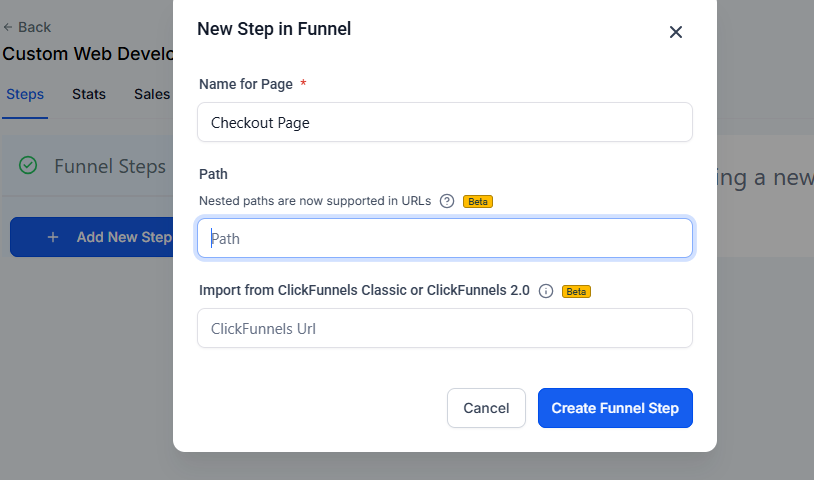 Back
Custom Web Develo
Steps Stats Sales
Funnel Steps
+ Add New Step
New Step in Funnel
Name for Page *
Checkout Page
Path
Nested paths are now supported in URLs Beta
Path
Import from ClickFunnels Classic or ClickFunnels 2.0 Beta
ClickFunnels Url
Cancel Create Funnel Step
ing a new